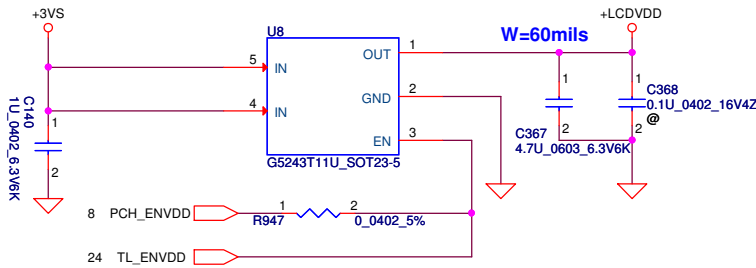 +3VS
U8
W=60mils
+LCDVDD
OUT 1
5 IN
GND 2
4 IN
EN 3
G5243T11U_SOT23-5
C140
1U_0402_6.3V6K
1
2
1
2
C367
4.7U_0603_6.3V6K
1
2
C368
0.1U_0402_16V4Z
@
8 PCH_ENVDD
1 2
R947 0_0402_5%
24 TL_ENVDD